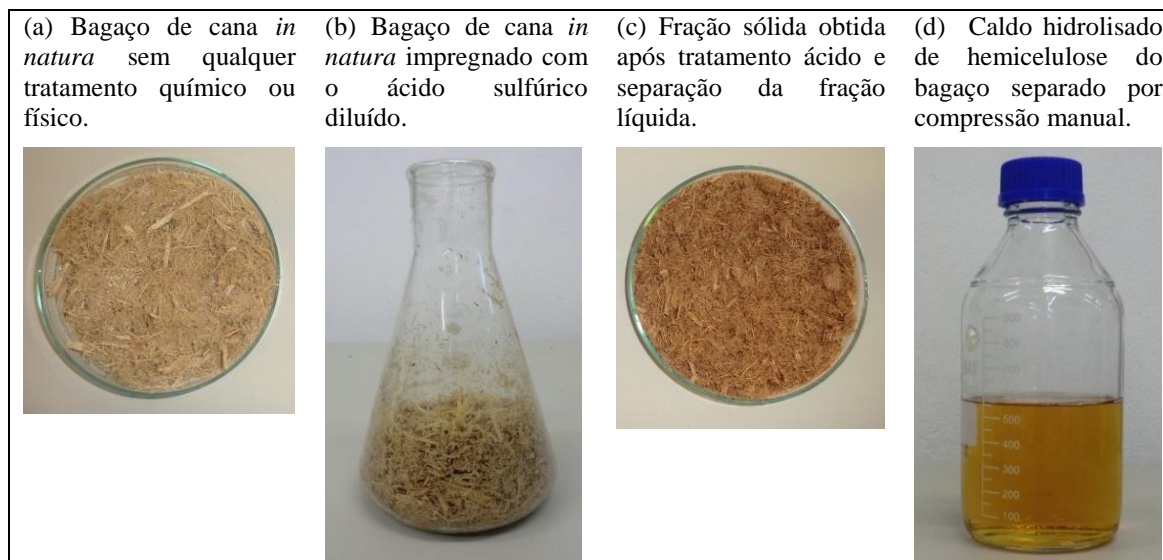 (a) Bagaço de cana in
natura sem qualquer
tratamento químico ou
físico.
(b) Bagaço de cana in
natura impregnado com
o ácido sulfúrico
diluído.
(c) Fração sólida obtida
após tratamento ácido e
separação da fração
líquida.
(d) Caldo hidrolisado
de hemicelulose do
bagaço separado por
compressão manual.
500
400
300
200
100